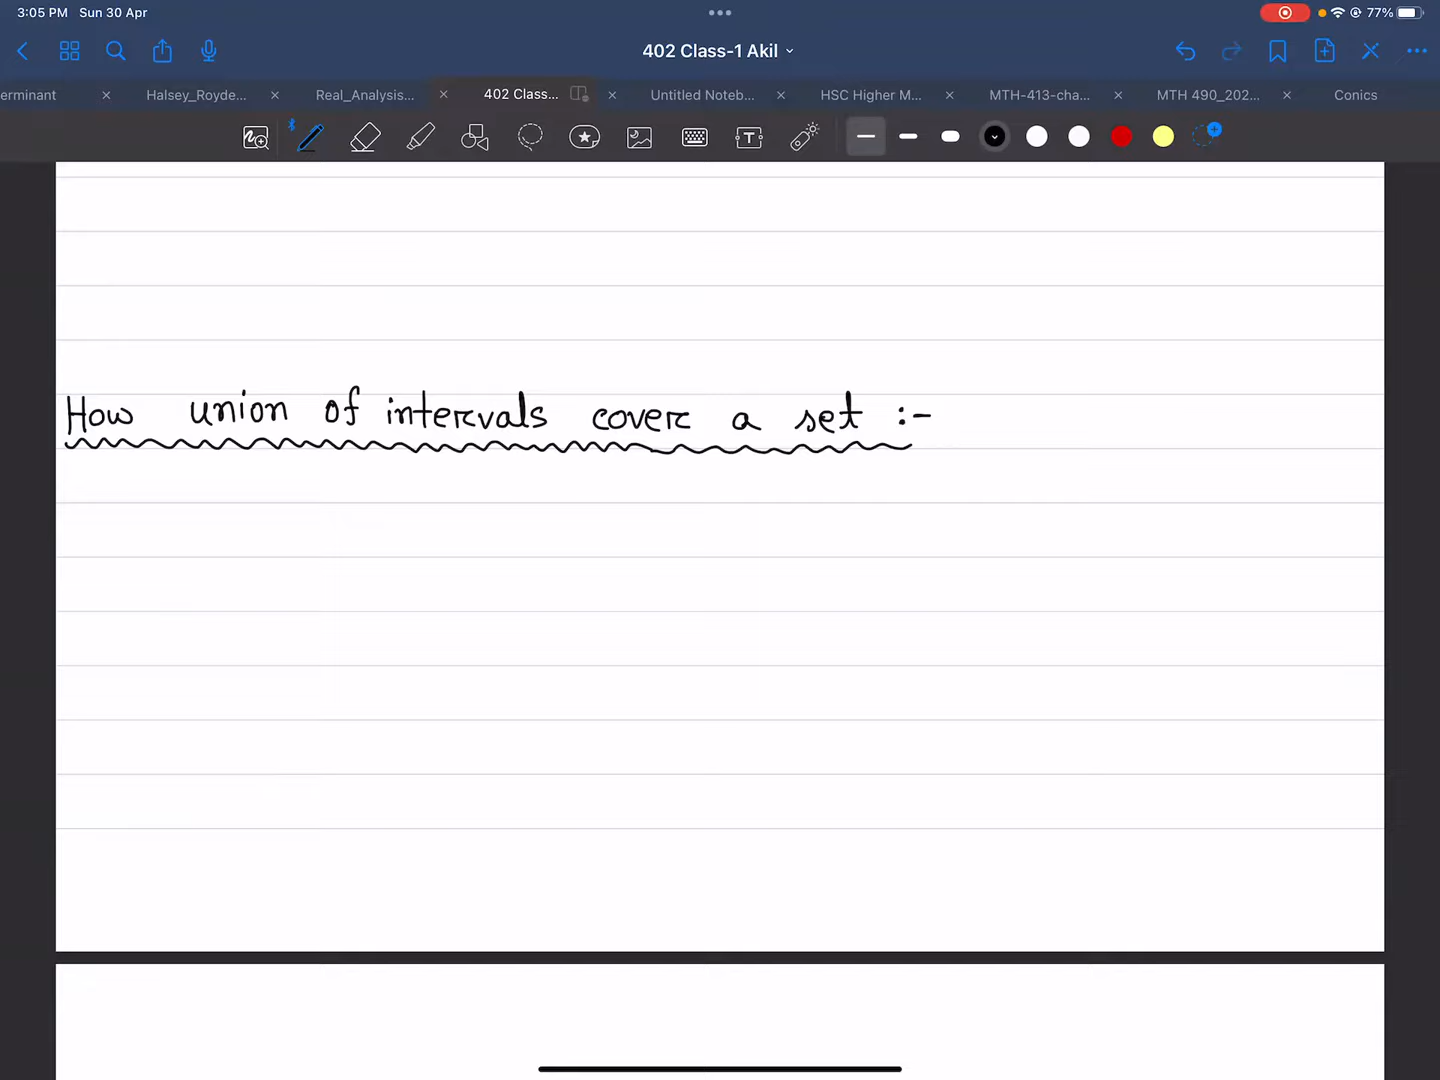 3:05 PM Sun 30 Apr
77%
402 Class-1 Akil
erminant
Halsey_Royde...
Real_Analysis...
402 Class...
Untitled Noteb...
HSC Higher M...
MTH-413-cha...
MTH 490_202...
Conics
How union of intervals cover a set :-